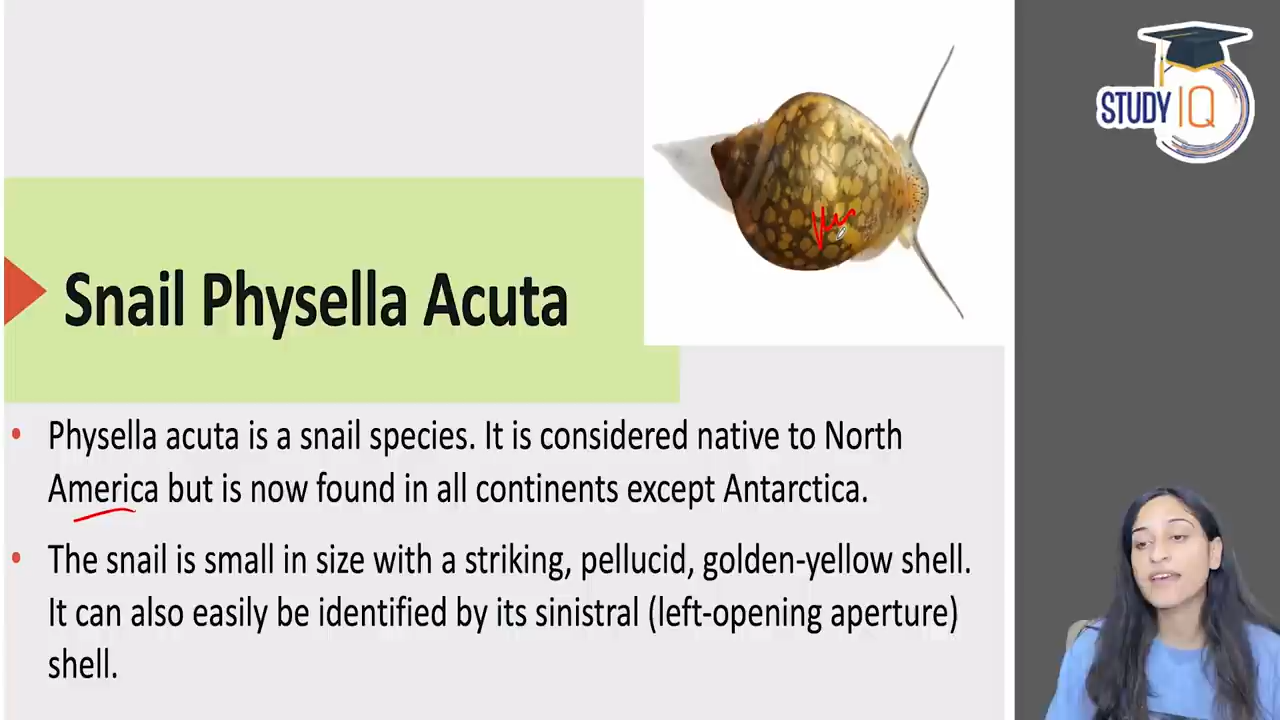 STUDY IQ
Snail Physella Acuta
• Physella acuta is a snail species. It is considered native to North
America but is now found in all continents except Antarctica.
• The snail is small in size with a striking, pellucid, golden-yellow shell.
It can also easily be identified by its sinistral (left-opening aperture)
shell.